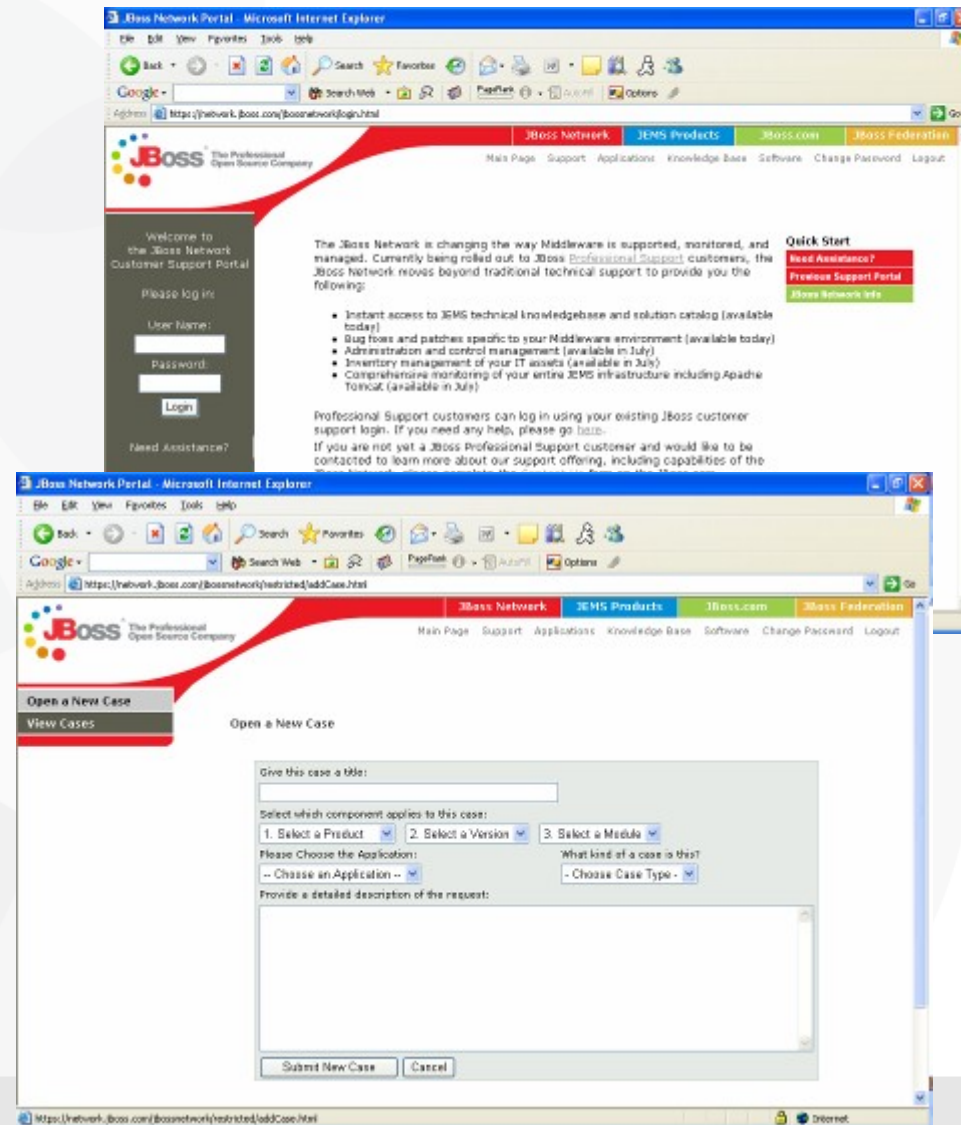 JBoss Network Portal - Microsoft Internet Explorer
File Edit View Favorites Tools Help
Back Search Favorites
Google Search Web PageRank AutoFill Options
Address https://network.jboss.com/jbossnetwork/login.html Go
JBoss Network JEMS Products JBoss.com JBoss Federation
JBoss The Professional Open Source Company
Main Page Support Applications Knowledge Base Software Change Password Logout
Welcome to
the JBoss Network
Customer Support Portal
Please log in:
User Name:
Password:
Login
Need Assistance?
The JBoss Network is changing the way Middleware is supported, monitored, and
managed. Currently being rolled out to JBoss Professional Support customers, the
JBoss Network moves beyond traditional technical support to provide you the
following:
Instant access to JEMS technical knowledgebase and solution catalog (available
today)
Bug fixes and patches specific to your Middleware environment (available today)
Administration and control management (available in July)
Inventory management of your IT assets (available in July)
Comprehensive monitoring of your entire JEMS infrastructure including Apache
Tomcat (available in July)
Professional Support customers can log in using your existing JBoss customer
support login. If you need any help, please go here.
If you are not yet a JBoss Professional Support customer and would like to be
contacted to learn more about our support offering, including capabilities of the
Quick Start
Need Assistance?
Previous Support Portal
JBoss Network Info
JBoss Network Portal - Microsoft Internet Explorer
File Edit View Favorites Tools Help
Back Search Favorites
Google Search Web PageRank AutoFill Options
Address https://network.jboss.com/jbossnetwork/restricted/addCase.html Go
JBoss Network JEMS Products JBoss.com JBoss Federation
JBoss The Professional Open Source Company
Main Page Support Applications Knowledge Base Software Change Password Logout
Open a New Case
View Cases
Open a New Case
Give this case a title:
Select which component applies to this case:
1. Select a Product 2. Select a Version 3. Select a Module
Please Choose the Application: What kind of a case is this?
-- Choose an Application -- - Choose Case Type -
Provide a detailed description of the request:
Submit New Case Cancel
https://network.jboss.com/jbossnetwork/restricted/addCase.html Internet